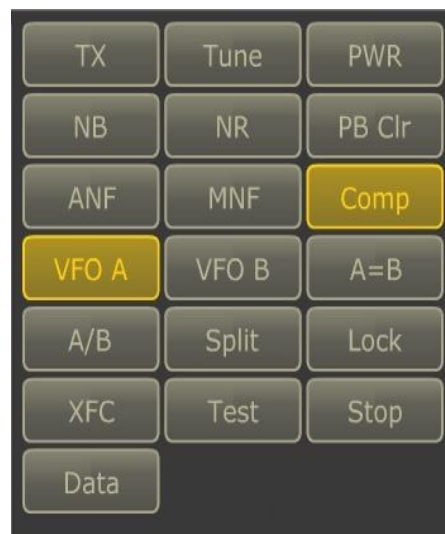 TX Tune PWR
NB NR PB Clr
ANF MNF Comp
VFO A VFO B A=B
A/B Split Lock
XFC Test Stop
Data